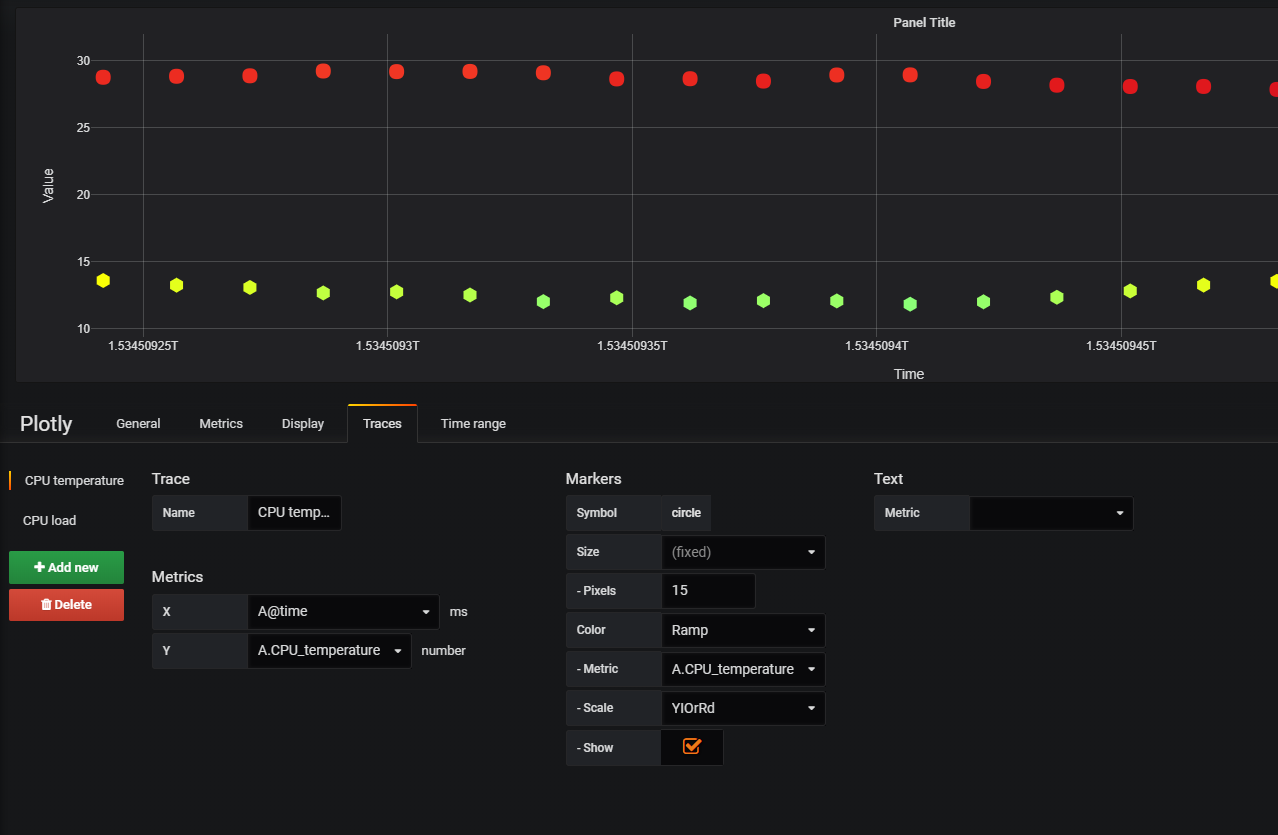 Panel Title
30
25
20
15
10
Value
1.53450925T 1.5345093T 1.53450935T 1.5345094T 1.53450945T
Time
Plotly General Metrics Display Traces Time range
CPU temperature
CPU load
Add new
Delete
Trace
Name CPU temp...
Metrics
X A@time ms
Y A.CPU_temperature number
Markers
Symbol circle
Size (fixed)
- Pixels 15
Color Ramp
- Metric A.CPU_temperature
- Scale YIOrRd
- Show
Text
Metric